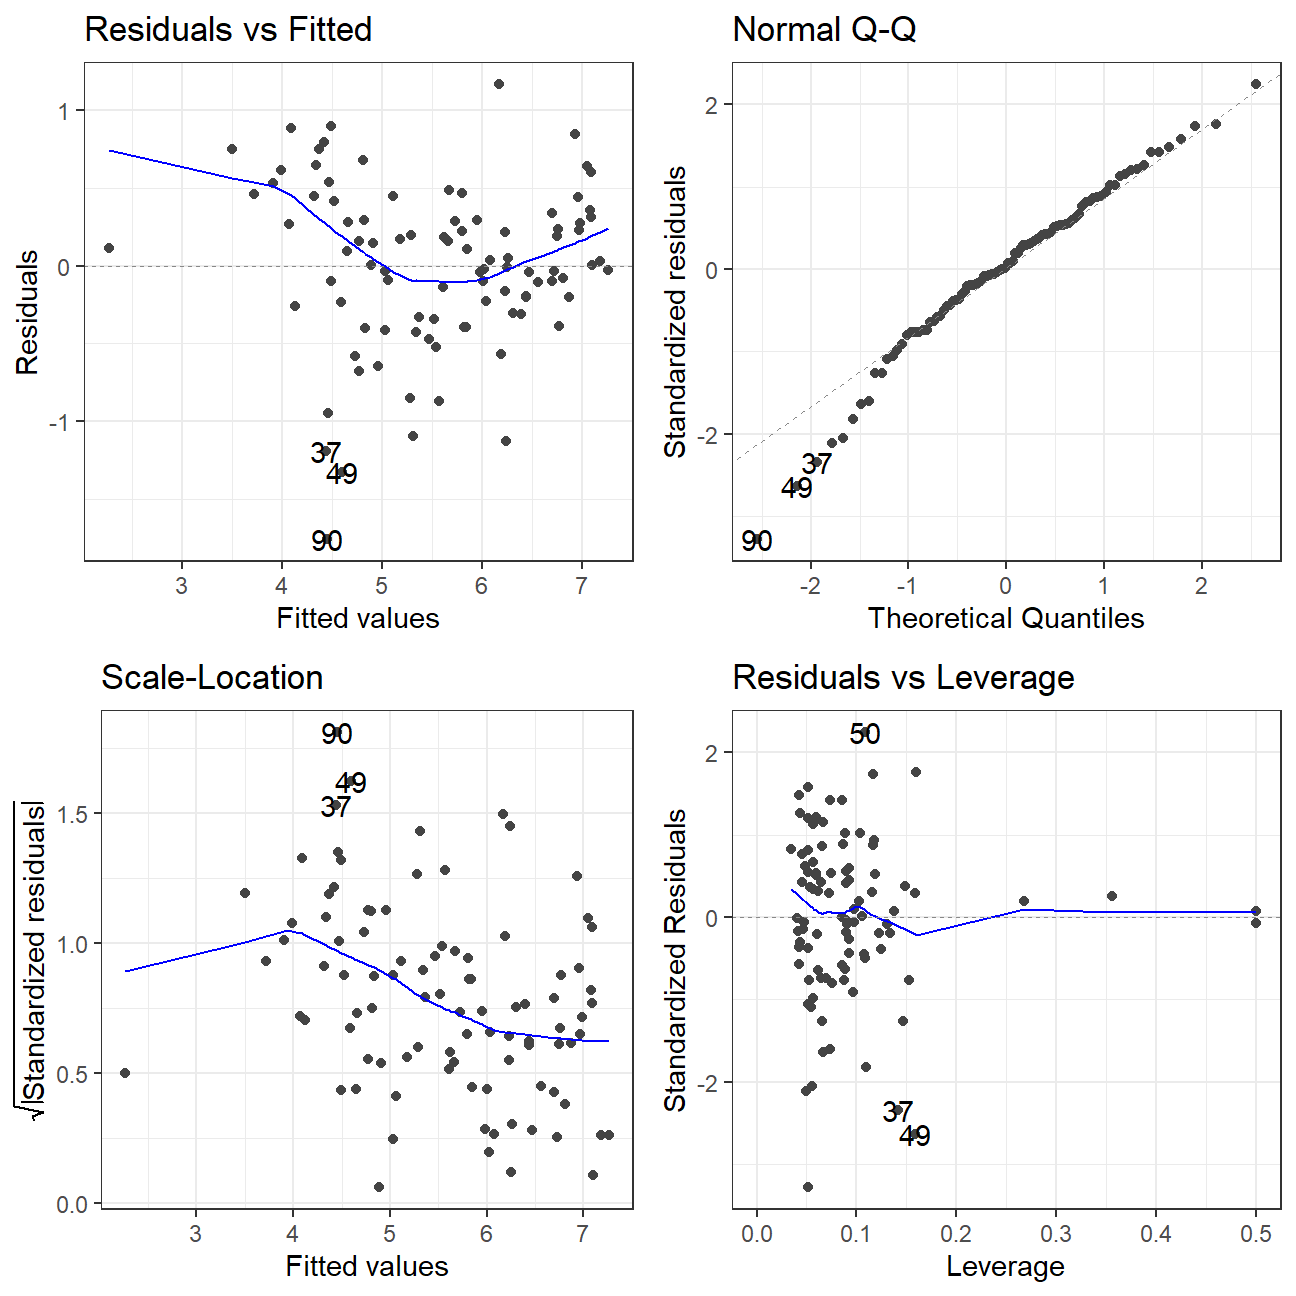 Residuals vs Fitted
1
0
-1
37
49
90
3 4 5 6 7
Residuals
Fitted values
Normal Q-Q
2
0
-2
37
49
90
-2 -1 0 1 2
Standardized residuals
Theoretical Quantiles
Scale-Location
90
49
37
1.5
1.0
0.5
0.0
3 4 5 6 7
√|Standardized residuals|
Fitted values
Residuals vs Leverage
50
2
0
-2
37
49
0.0 0.1 0.2 0.3 0.4 0.5
Standardized Residuals
Leverage